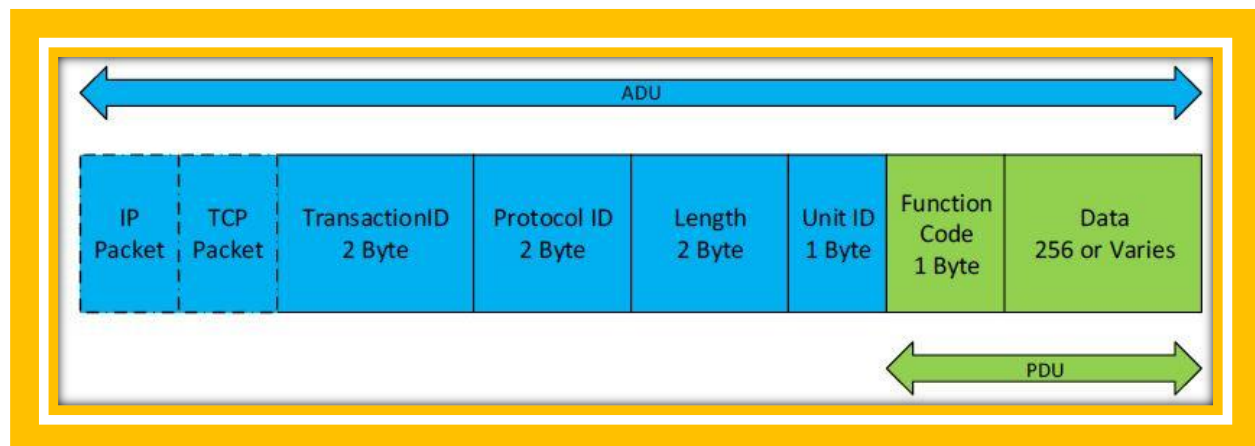 ADU
IP
Packet
TCP
Packet
TransactionID
2 Byte
Protocol ID
2 Byte
Length
2 Byte
Unit ID
1 Byte
Function
Code
1 Byte
Data
256 or Varies
PDU